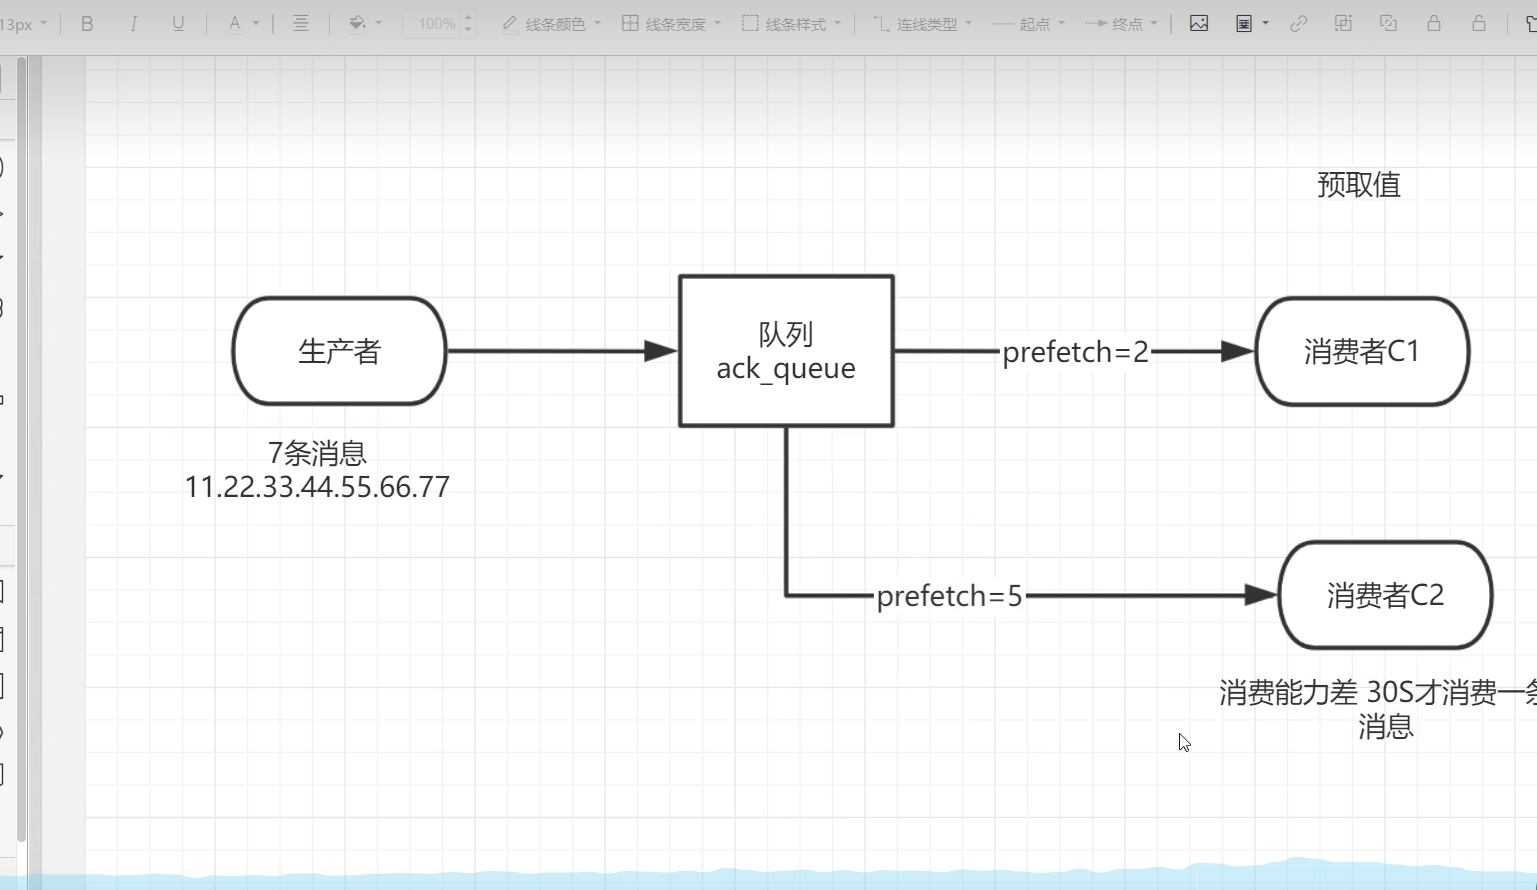 13px B I U A 100% 线条颜色 线条宽度 线条样式 连线类型 起点 终点
预取值
生产者
队列
ack_queue
prefetch=2
消费者C1
7条消息
11.22.33.44.55.66.77
prefetch=5
消费者C2
消费能力差 30S才消费一条
消息